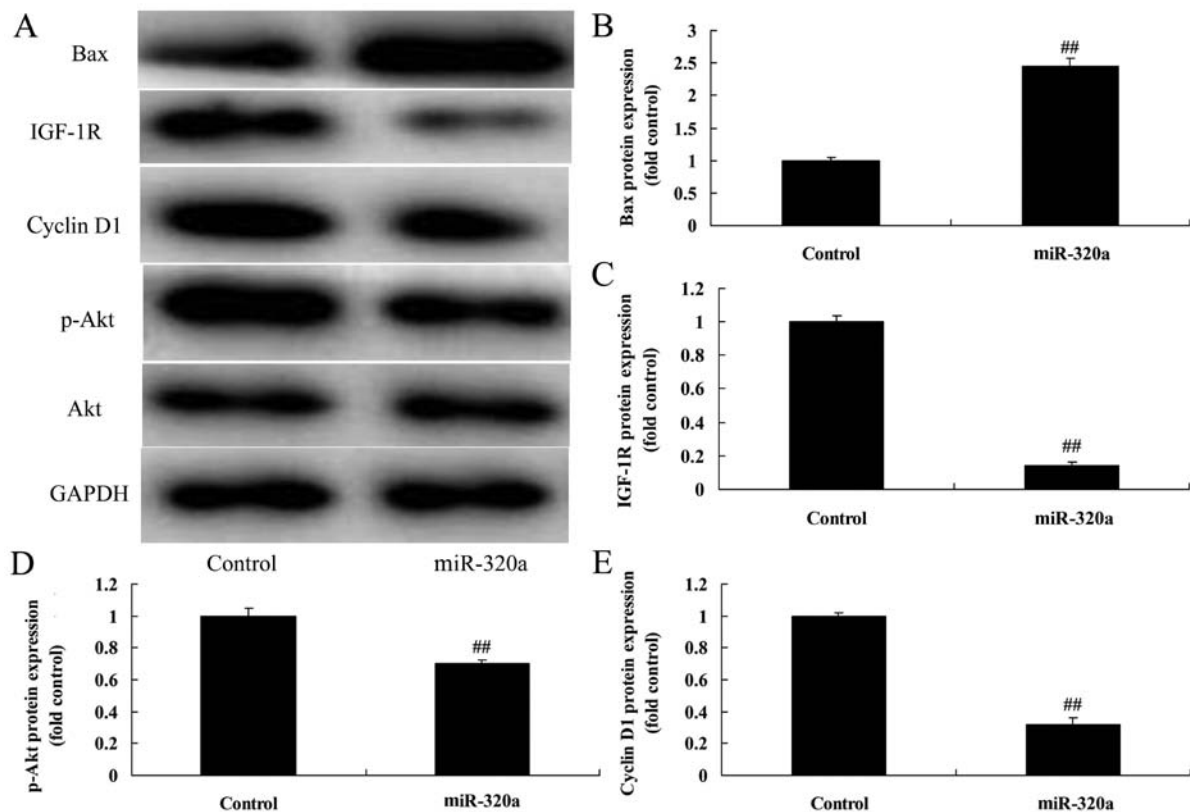 A
Bax
IGF-1R
Cyclin D1
p-Akt
Akt
GAPDH
Control miR-320a
B
Bax protein expression
(fold control)
3
2.5
2
1.5
1
0.5
0
##
Control miR-320a
C
IGF-1R protein expression
(fold control)
1.2
1
0.8
0.6
0.4
0.2
0
##
Control miR-320a
D
p-Akt protein expression
(fold control)
1.2
1
0.8
0.6
0.4
0.2
0
##
Control miR-320a
E
Cyclin D1 protein expression
(fold control)
1.2
1
0.8
0.6
0.4
0.2
0
##
Control miR-320a